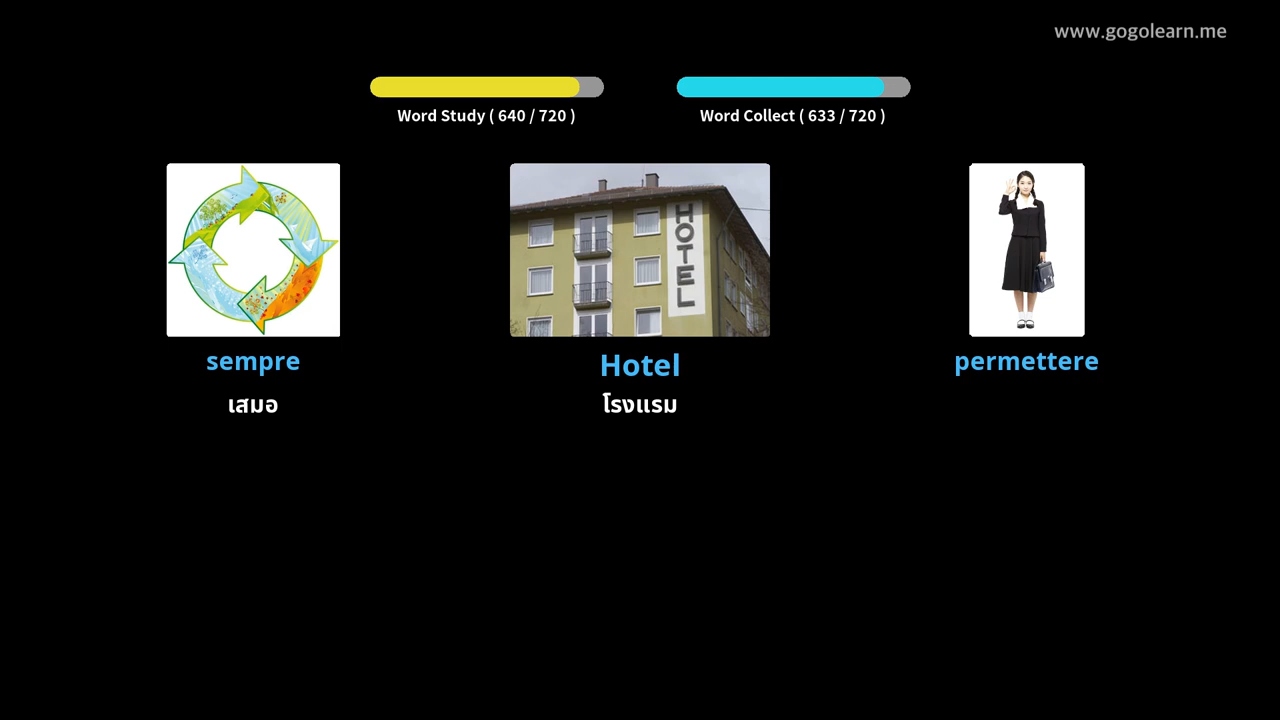 www.gogolearn.me
Word Study ( 640 / 720 )
Word Collect ( 633 / 720 )
HOTEL
sempre
Hotel
permettere
เสมอ
โรงแรม